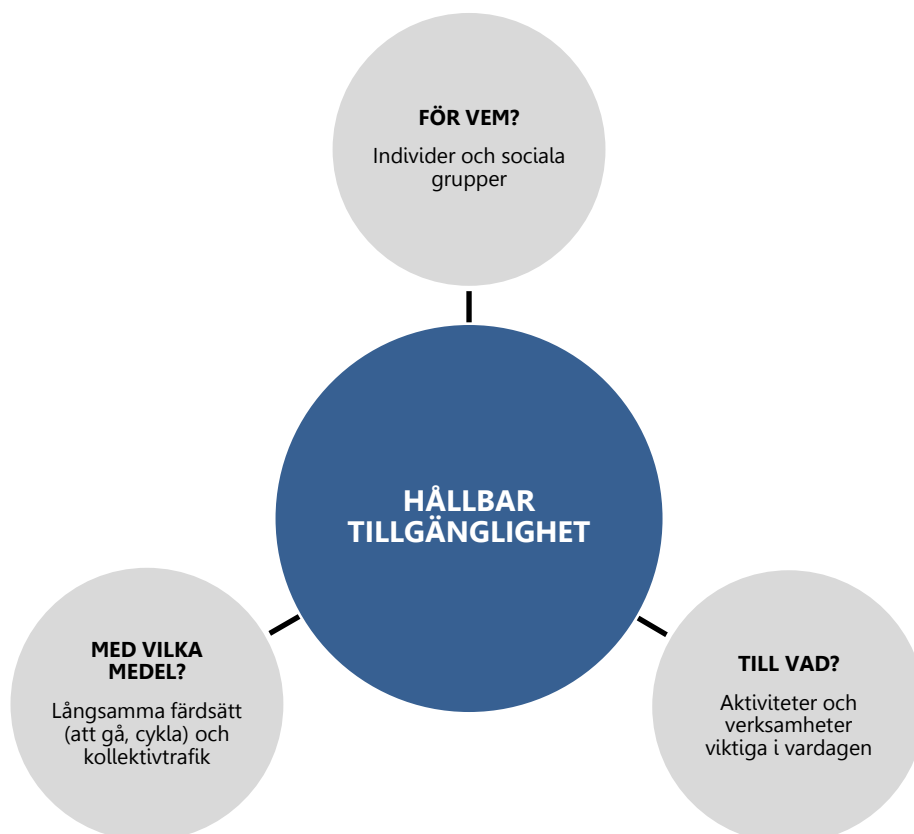 FÖR VEM?
Individer och sociala
grupper
HÅLLBAR
TILLGÄNGLIGHET
MED VILKA
MEDEL?
Långsamma färdsätt
(att gå, cykla) och
kollektivtrafik
TILL VAD?
Aktiviteter och
verksamheter
viktiga i vardagen